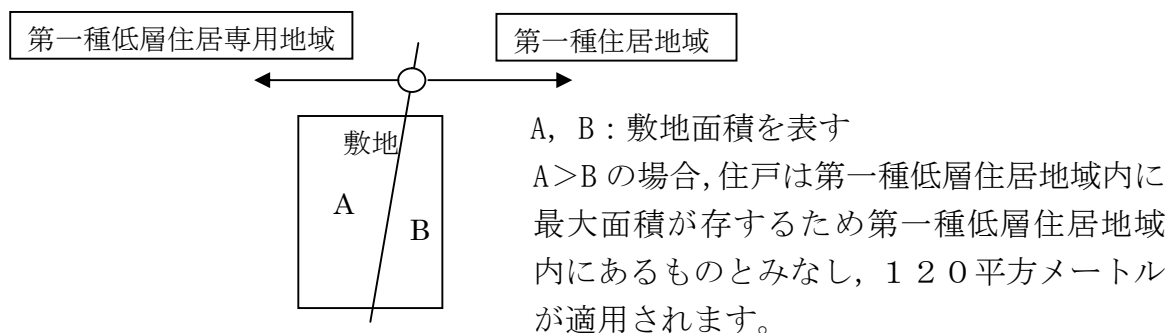 第一種低層住居専用地域
第一種住居地域
敷地
A
B
A, B：敷地面積を表す
A＞B の場合,住戸は第一種低層住居地域内に
最大面積が存するため第一種低層住居地域
内にあるものとみなし, １２０平方メートル
が適用されます。